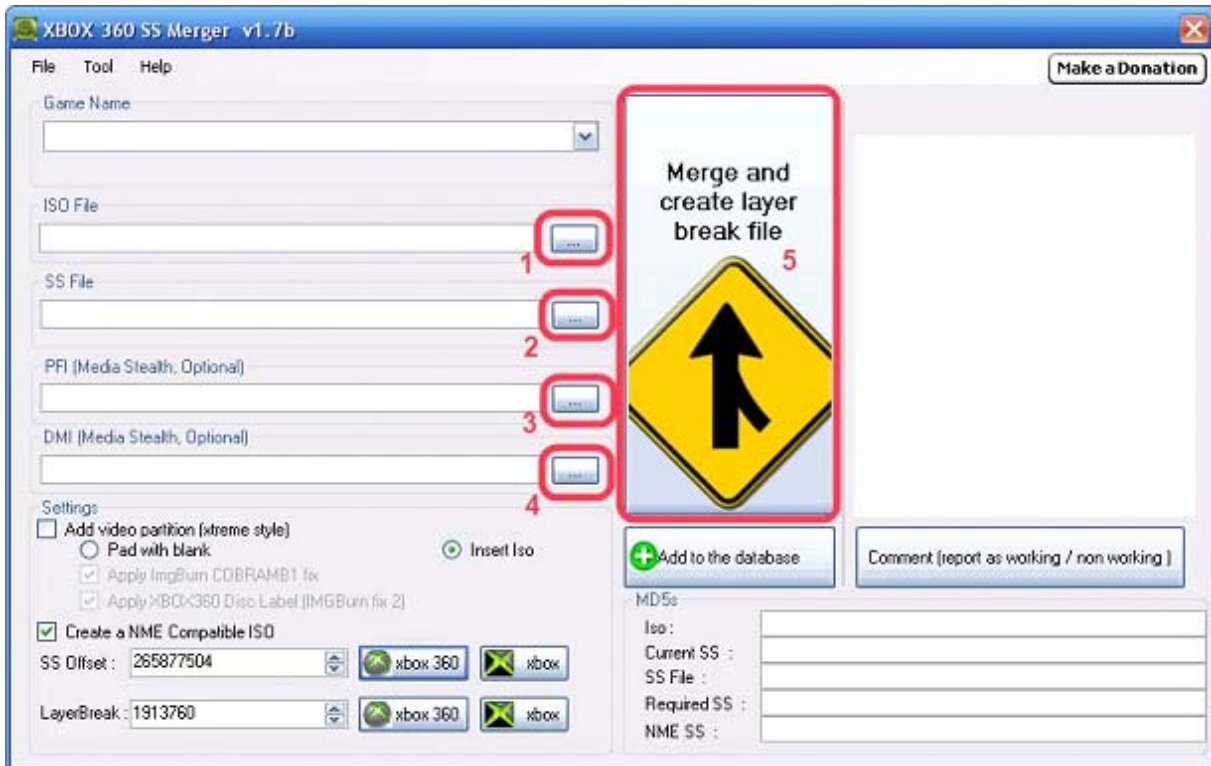 XBOX 360 SS Merger v1.7b
File Tool Help
Make a Donation
Game Name
ISO File
...
1
SS File
...
2
PFI (Media Stealth, Optional)
...
3
DMI (Media Stealth, Optional)
...
4
Merge and
create layer
break file
5
Settings
Add video partition (xtreme style)
Pad with blank
Insert Iso
Apply ImgBurn COBRAMB1 fix
Apply XBOX360 Disc Label (IMGBurn fix 2)
Create a NME Compatible ISO
SS Offset : 265877504 xbox 360 xbox
LayerBreak : 1913760 xbox 360 xbox
Add to the database
Comment (report as working / non working )
MD5s
Iso :
Current SS :
SS File :
Required SS :
NME SS :